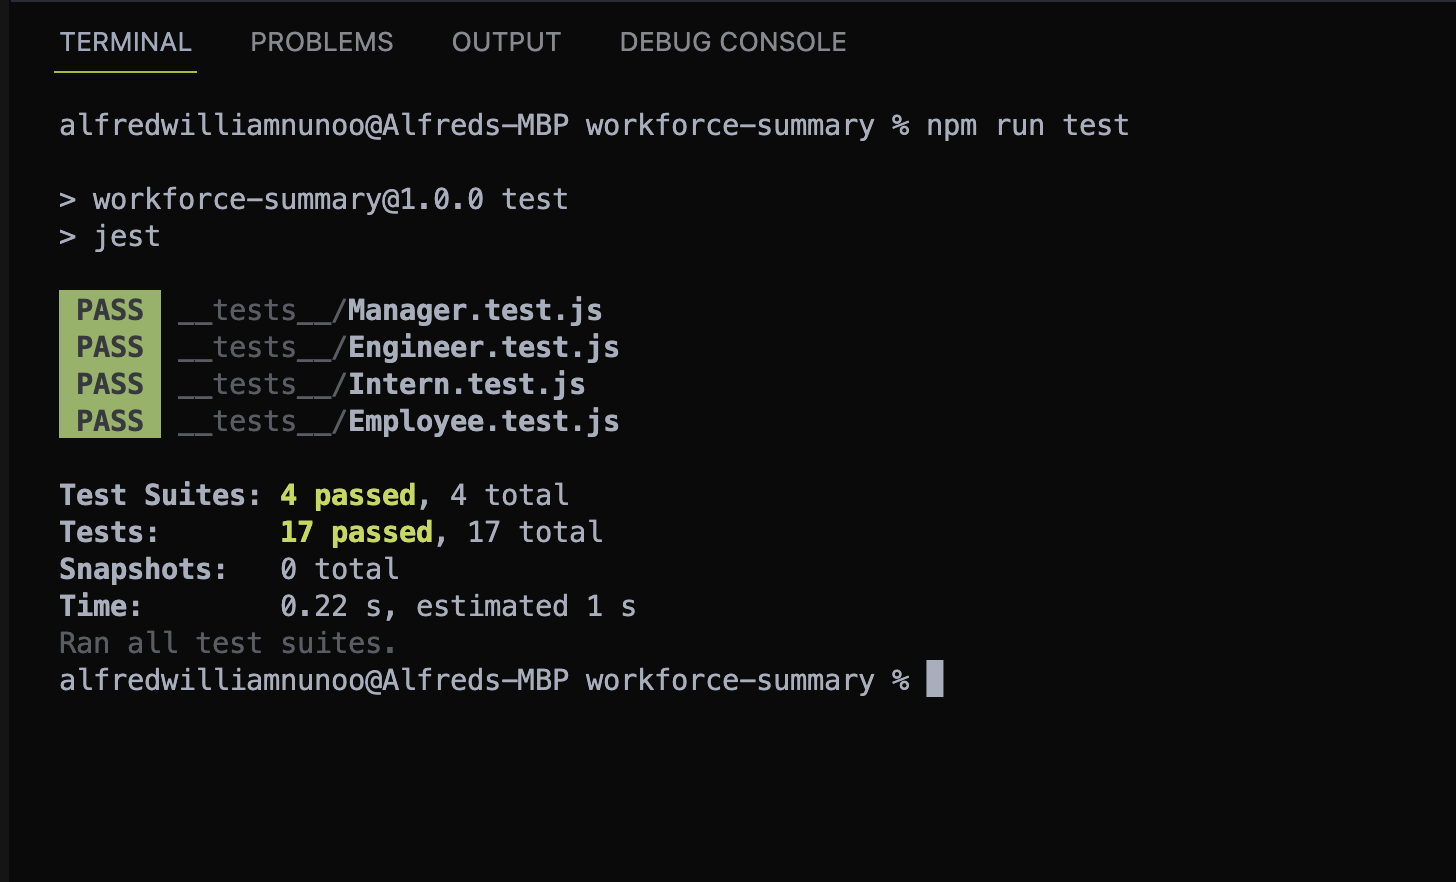 TERMINAL PROBLEMS OUTPUT DEBUG CONSOLE
alfredwilliamnunoo@Alfreds-MBP workforce-summary % npm run test
> workforce-summary@1.0.0 test
> jest
PASS __tests__/Manager.test.js
PASS __tests__/Engineer.test.js
PASS __tests__/Intern.test.js
PASS __tests__/Employee.test.js
Test Suites: 4 passed, 4 total
Tests: 17 passed, 17 total
Snapshots: 0 total
Time: 0.22 s, estimated 1 s
Ran all test suites.
alfredwilliamnunoo@Alfreds-MBP workforce-summary %